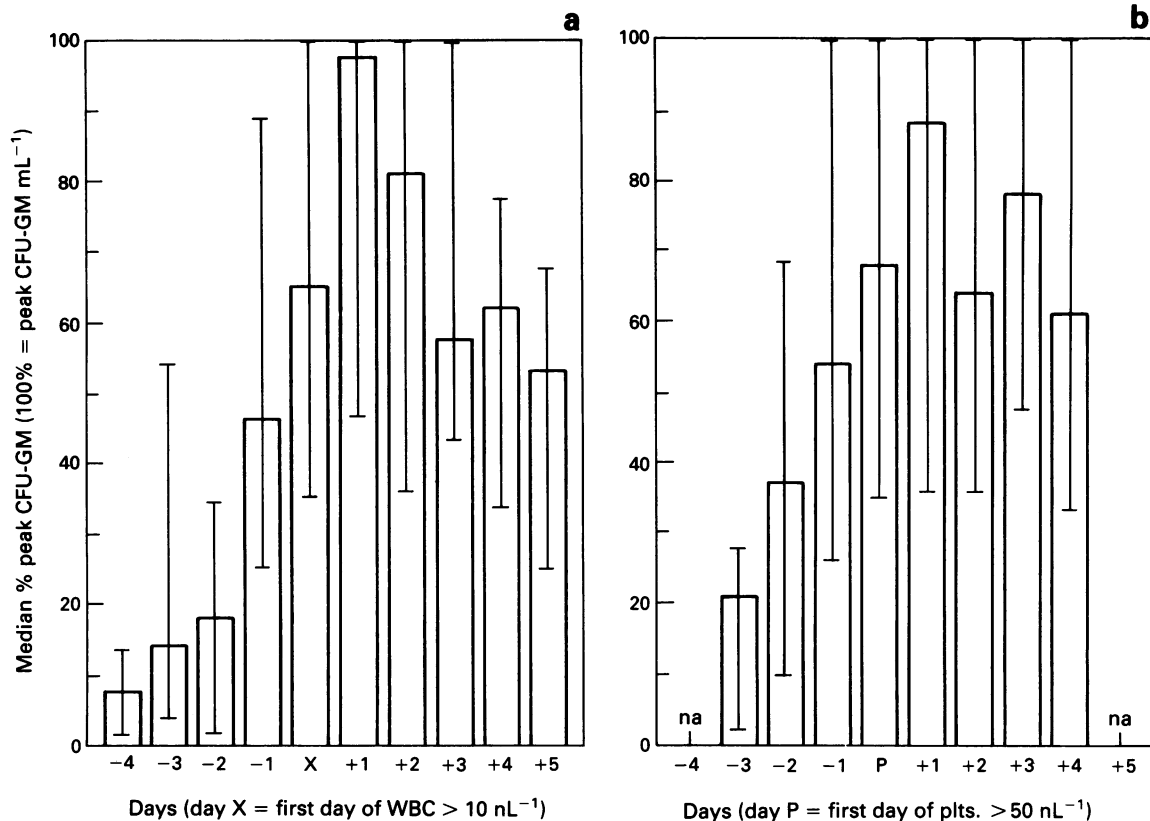 a
b
Median % peak CFU-GM (100% = peak CFU-GM mL⁻¹)
100
80
60
40
20
0
−4 −3 −2 −1 X +1 +2 +3 +4 +5
Days (day X = first day of WBC > 10 nL⁻¹)
100
80
60
40
20
0
na
na
−4 −3 −2 −1 P +1 +2 +3 +4 +5
Days (day P = first day of plts. > 50 nL⁻¹)